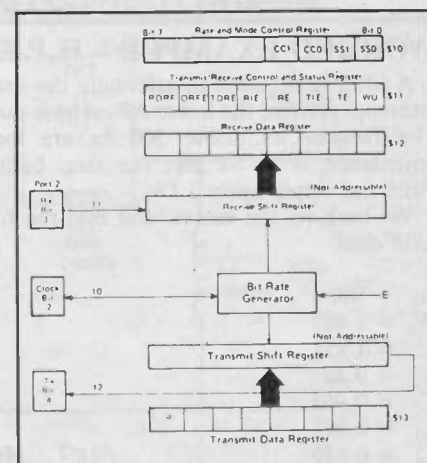 Bit 7 Bit 0
Rate and Mode Control Register
CC1 CC0 SS1 SS0 $10
Transmit/Receive Control and Status Register
RDRF ORFE TDRE RIE RE TIE TE WU $11
Receive Data Register
$12
Port 2
(Not Addressable)
Rx
Bit
3
11
Receive Shift Register
Clock
Bit
2
10
Bit Rate
Generator
E
(Not Addressable)
Transmit Shift Register
Tx
Bit
4
12
$13
Transmit Data Register